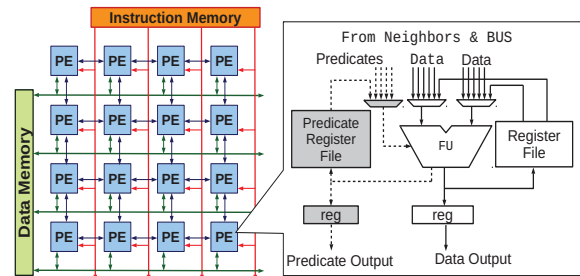 Instruction Memory
Data Memory
PE PE PE PE
PE PE PE PE
PE PE PE PE
PE PE PE PE
From Neighbors & BUS
Predicates Data Data
Predicate
Register
File
FU
Register
File
reg
reg
Predicate Output
Data Output